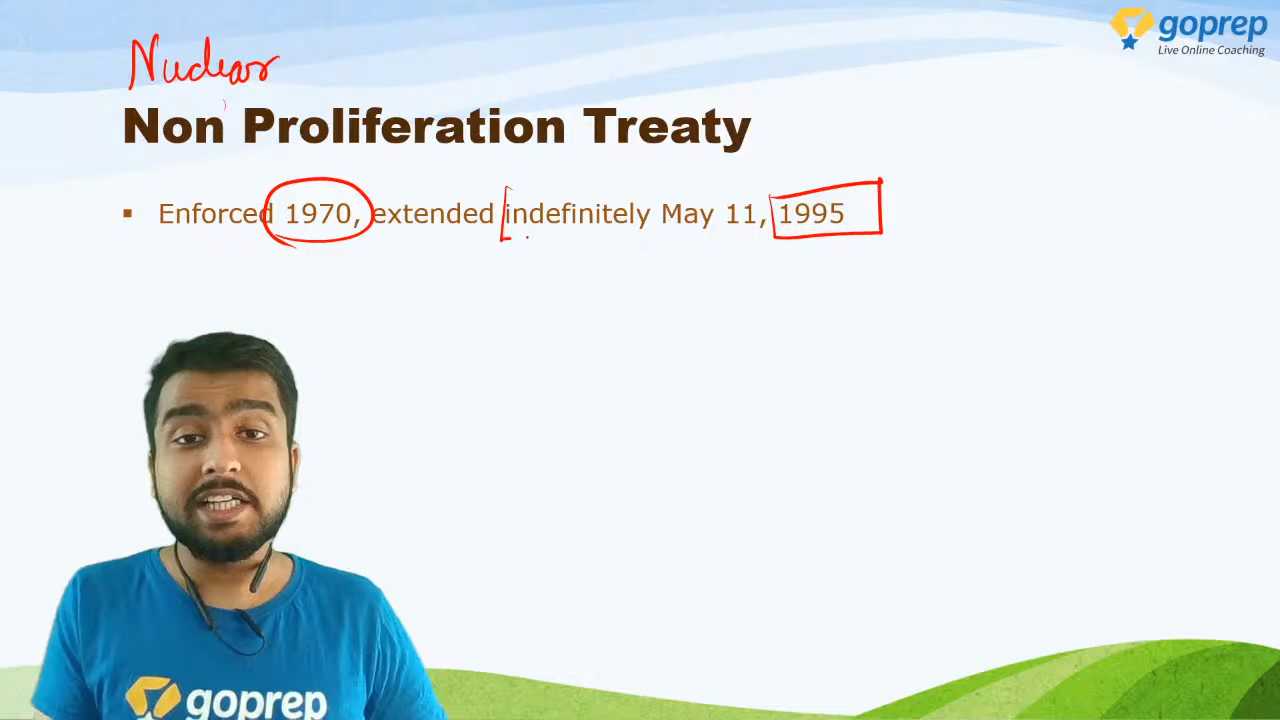 goprep
Live Online Coaching
Nuclear
Non Proliferation Treaty
▪ Enforced 1970, extended indefinitely May 11, 1995
goprep